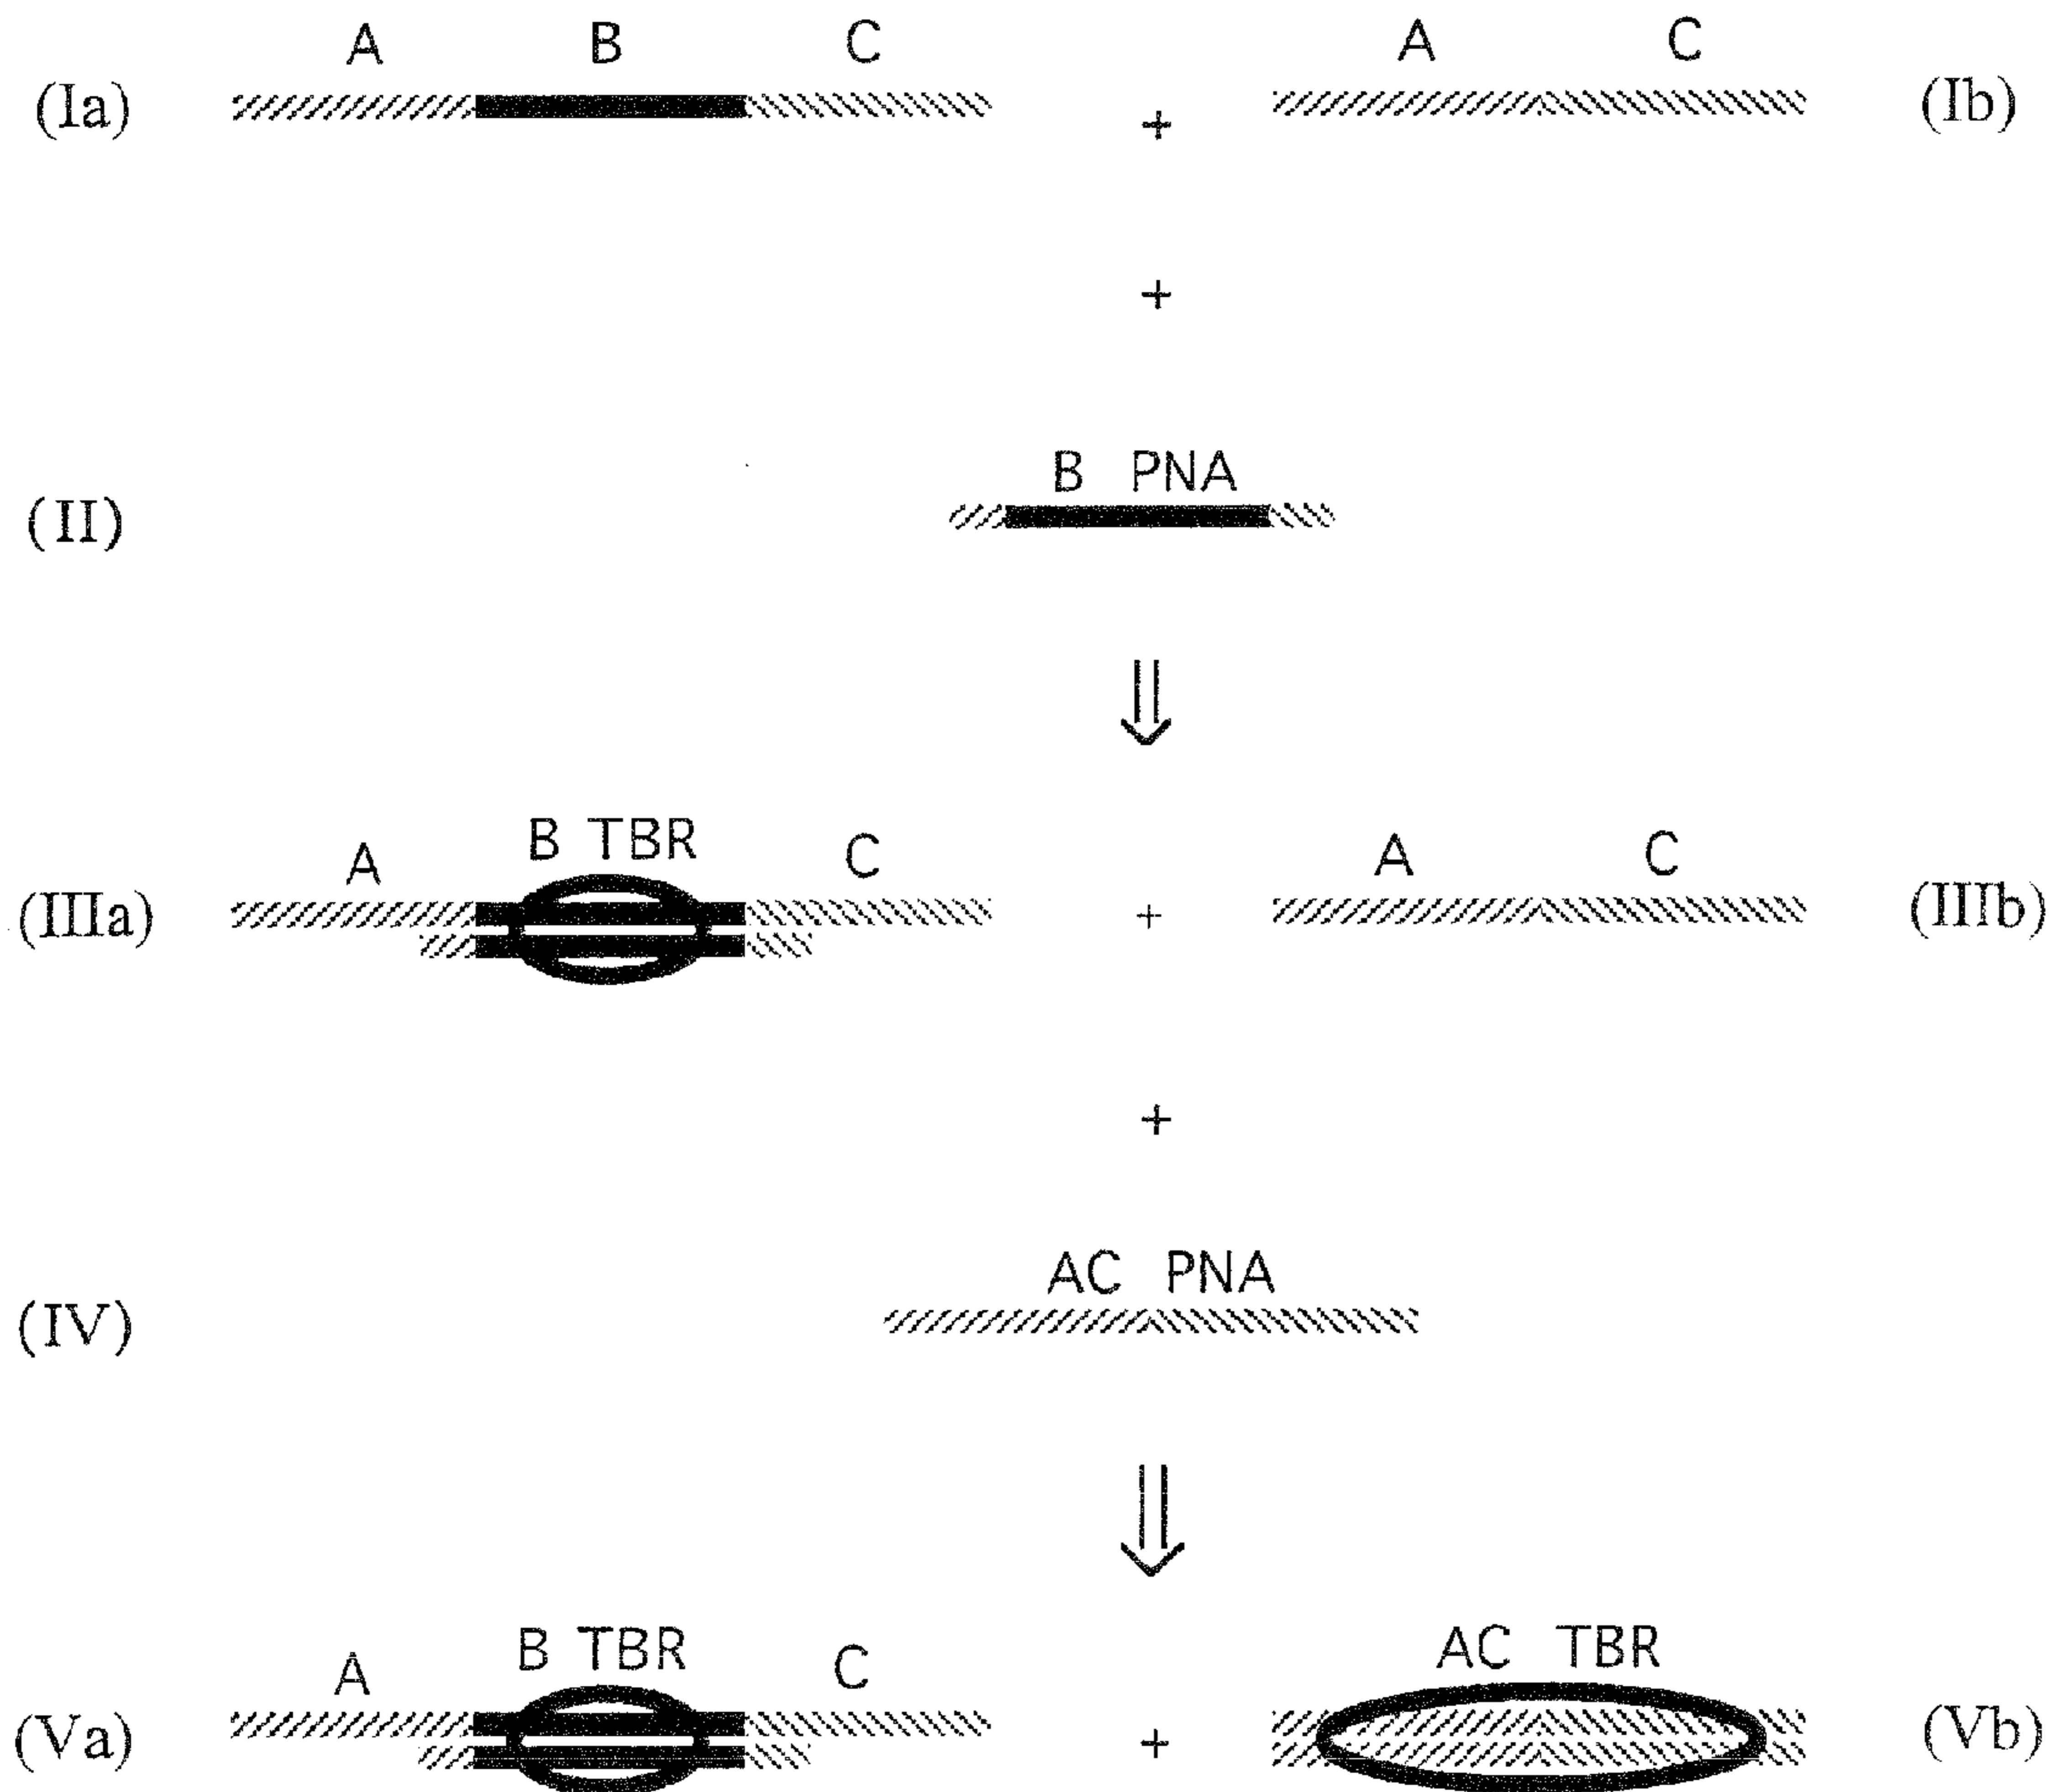 A B C A C
(Ia) + (Ib)
+
B PNA
(II)
B TBR
A C A C
(IIIa) + (IIIb)
+
AC PNA
(IV)
B TBR AC TBR
A C
(Va) + (Vb)